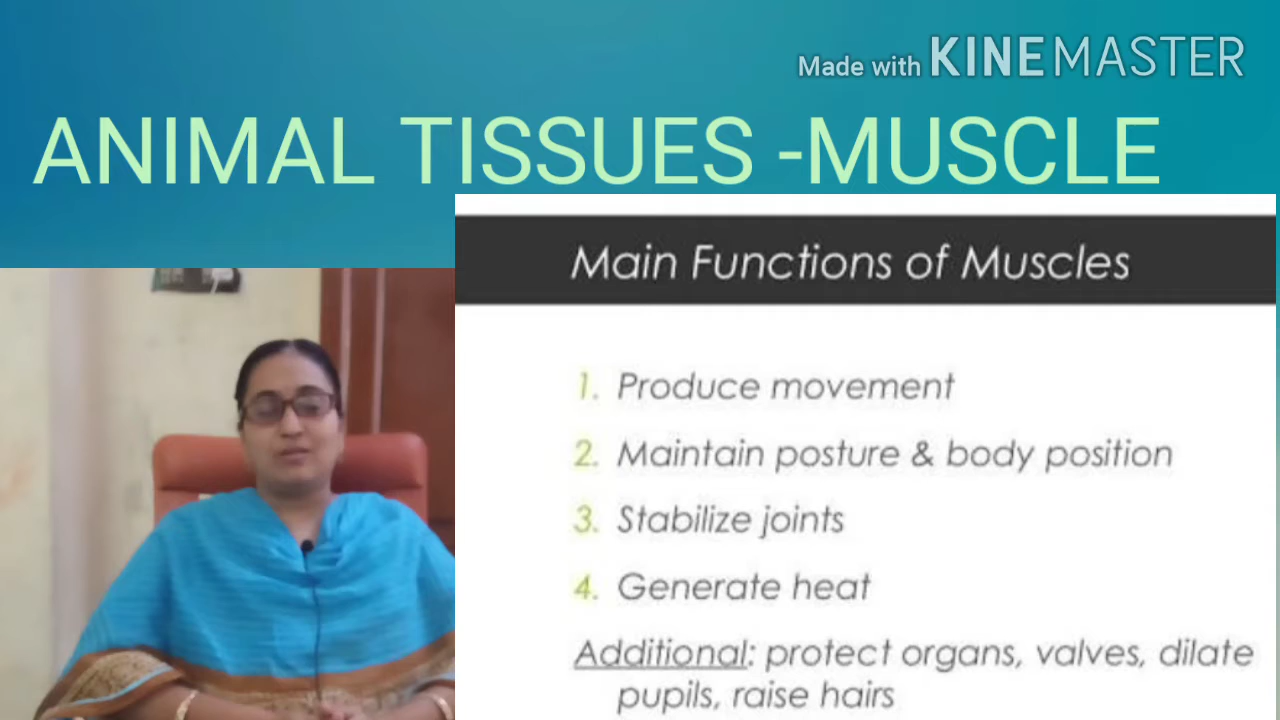 Made with KINEMASTER
ANIMAL TISSUES -MUSCLE
Main Functions of Muscles
1. Produce movement
2. Maintain posture & body position
3. Stabilize joints
4. Generate heat
Additional: protect organs, valves, dilate
pupils, raise hairs